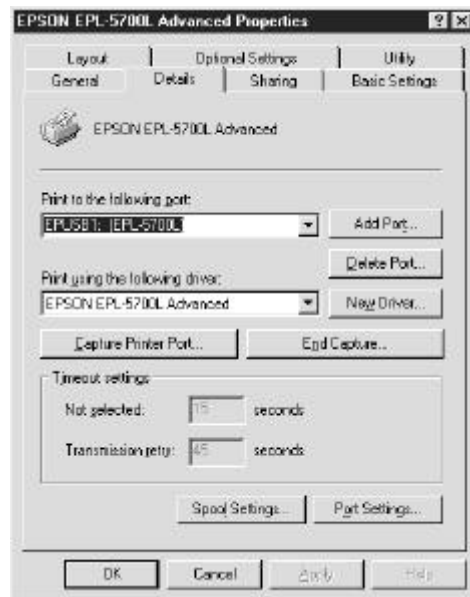 EPSON EPL-5700L Advanced Properties
Layout Optional Settings Utility
General Details Sharing Basic Settings
EPSON EPL-5700L Advanced
Print to the following port:
EPUSB1: (EPL-5700L) Add Port...
Delete Port...
Print using the following driver:
EPSON EPL-5700L Advanced New Driver...
Capture Printer Port... End Capture...
Timeout settings
Not selected: 15 seconds
Transmission retry: 45 seconds
Spool Settings... Port Settings...
OK Cancel Apply Help